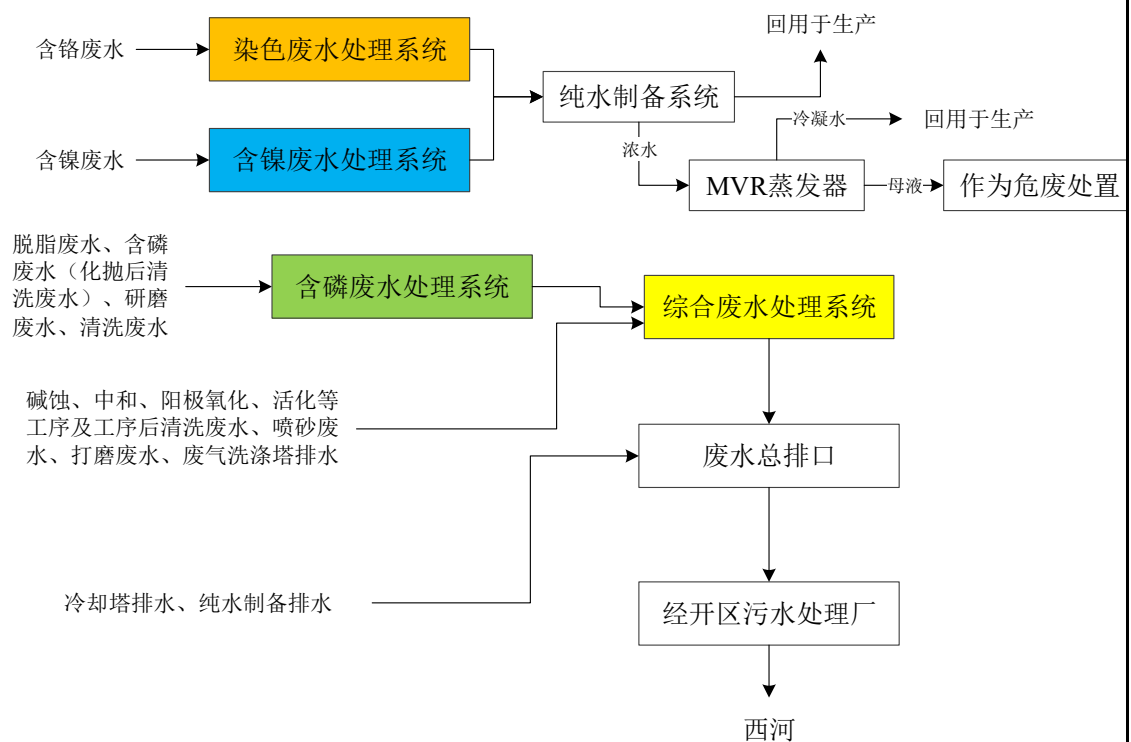 回用于生产
含铬废水
染色废水处理系统
纯水制备系统
冷凝水
回用于生产
含镍废水
含镍废水处理系统
浓水
MVR蒸发器
母液
作为危废处置
脱脂废水、含磷
废水（化抛后清
洗废水）、研磨
废水、清洗废水
含磷废水处理系统
综合废水处理系统
碱蚀、中和、阳极氧化、活化等
工序及工序后清洗废水、喷砂废
水、打磨废水、废气洗涤塔排水
废水总排口
冷却塔排水、纯水制备排水
经开区污水处理厂
西河